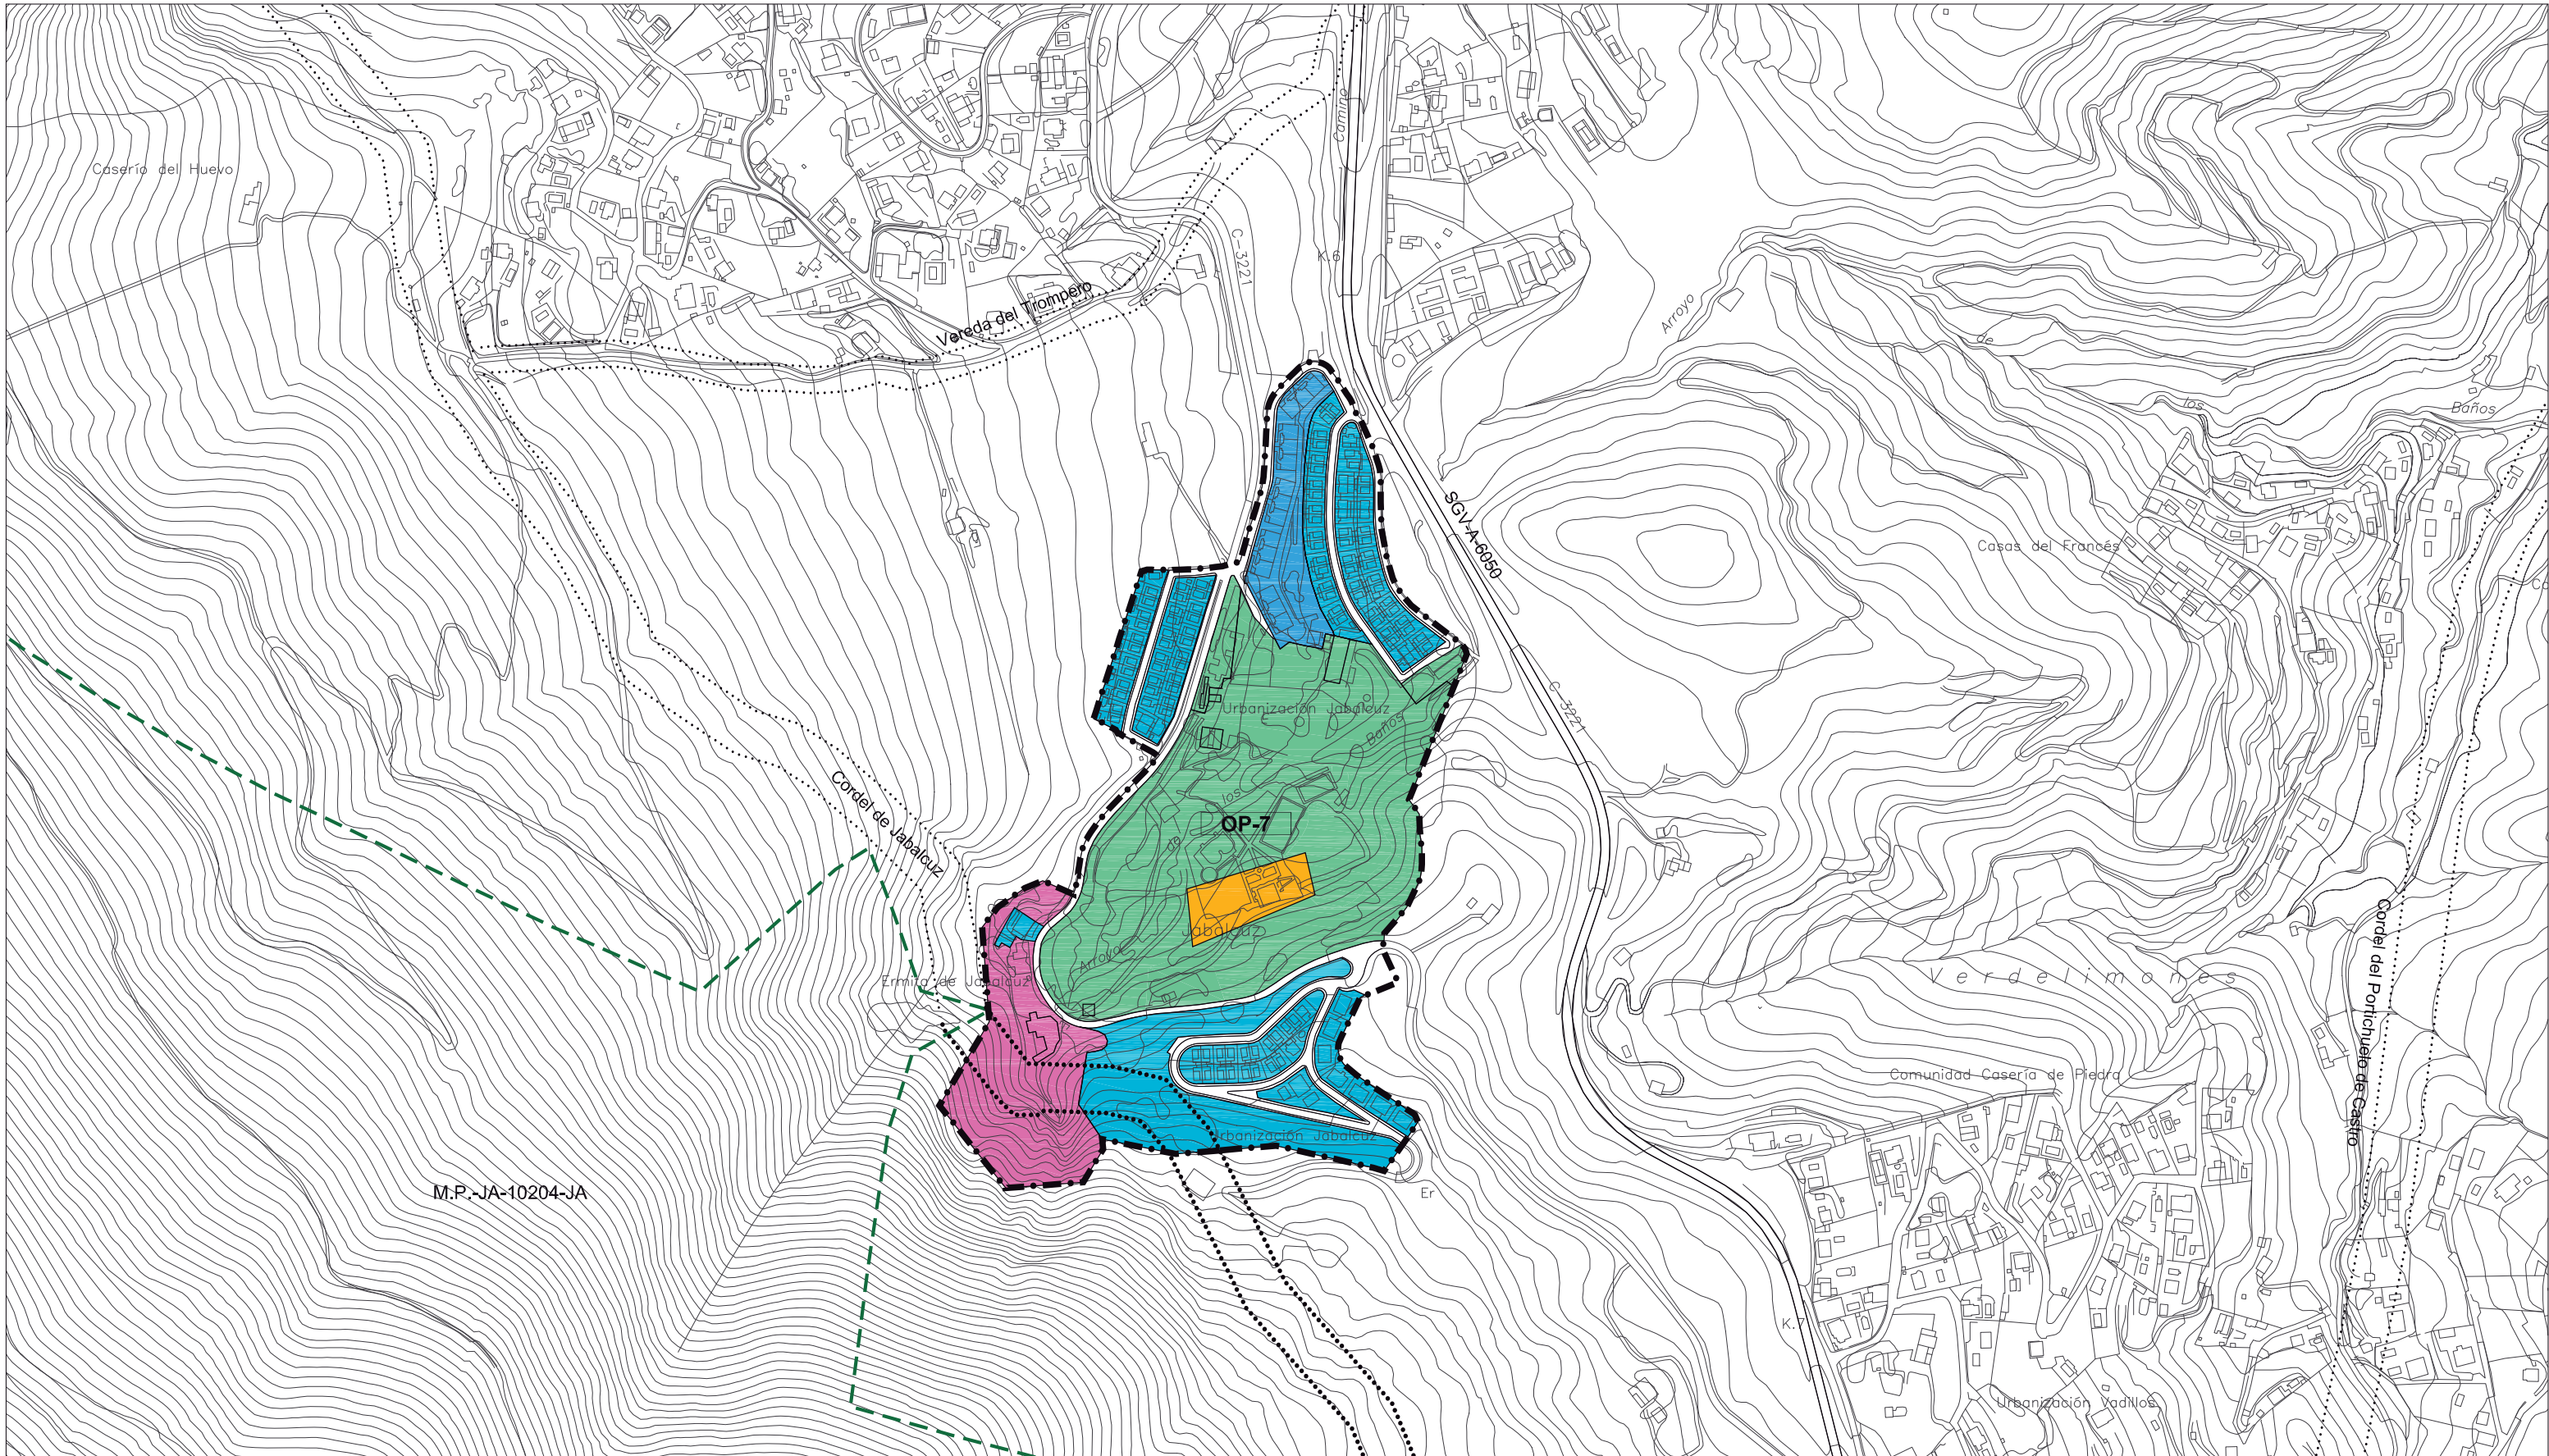 Camino
Caserío del Huevo
C-3221
K.6
Vereda del Trompero
Arroyo
de
los
Baños
SGV-A-6050
Casas del Francés
C-3221
Urbanización Jabalcuz
Baños
los
de
Cordel de Jabalcuz
OP-7
Jabalcuz
Arroyo
Ermita de Jabalcuz
Verdelimones
Cordel del Portichuelo de Castro
Comunidad Casería de Piedra
Urbanización Jabalcuz
Er
M.P.-JA-10204-JA
K.7
Urbanización Vadillos